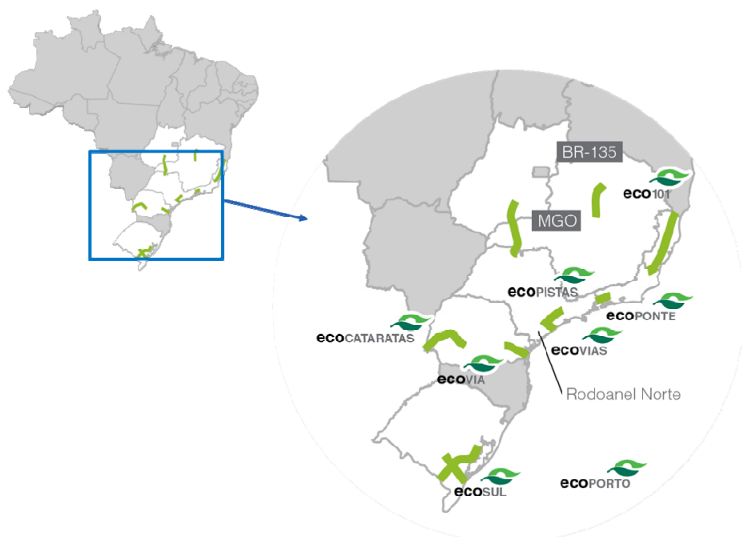 BR-135
eco101
MGO
ecoPISTAS
ecoPONTE
ecoCATARATAS
ecoVIAS
ecoVIA
Rodoanel Norte
ecoPORTO
ecoSUL